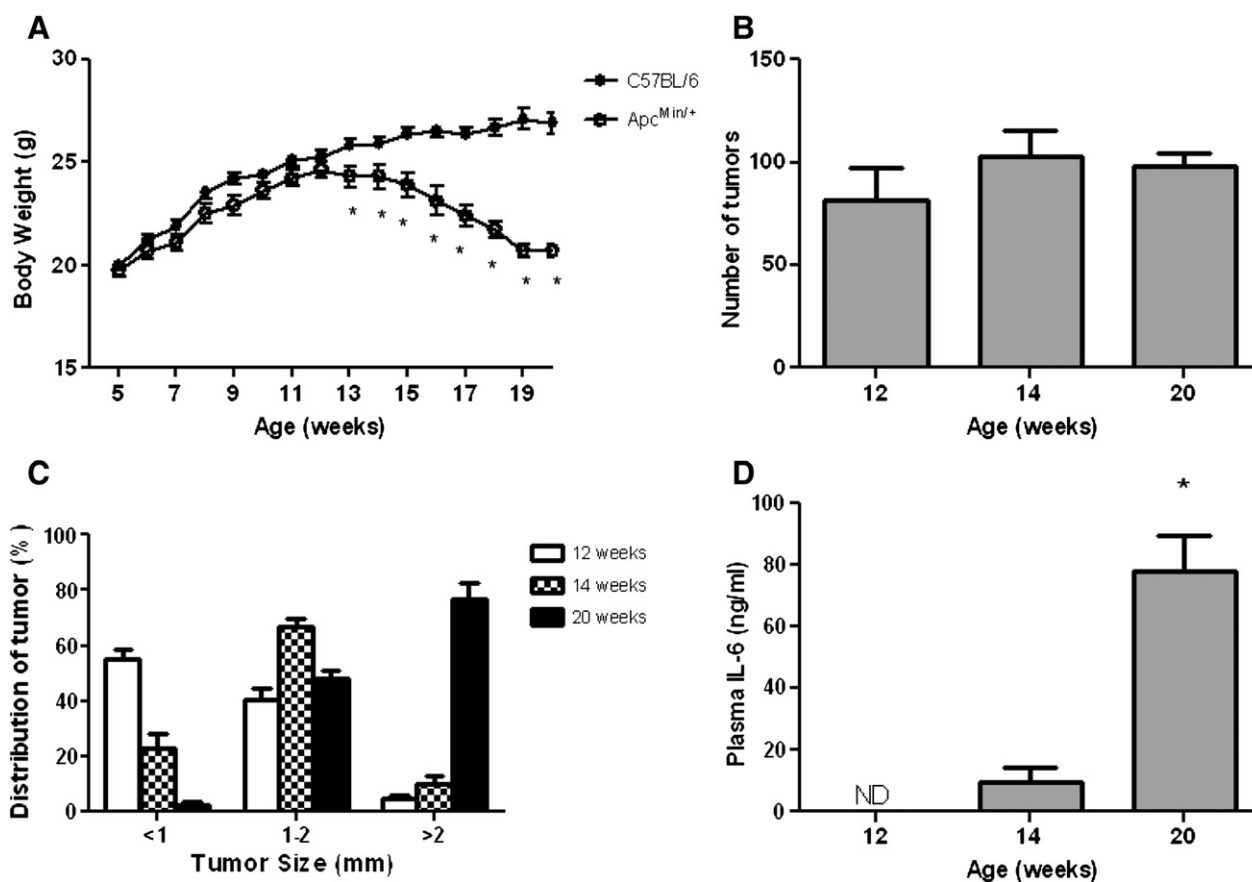 A
30
25
20
15
Body Weight (g)
5 7 9 11 13 15 17 19
Age (weeks)
C57BL/6
Apc^Min/+
* * * * * * * *
B
150
100
50
0
Number of tumors
12 14 20
Age (weeks)
C
100
80
60
40
20
0
Distribution of tumor (% )
<1 1-2 >2
Tumor Size (mm)
12 weeks
14 weeks
20 weeks
D
100
80
60
40
20
0
Plasma IL-6 (ng/ml)
*
ND
12 14 20
Age (weeks)